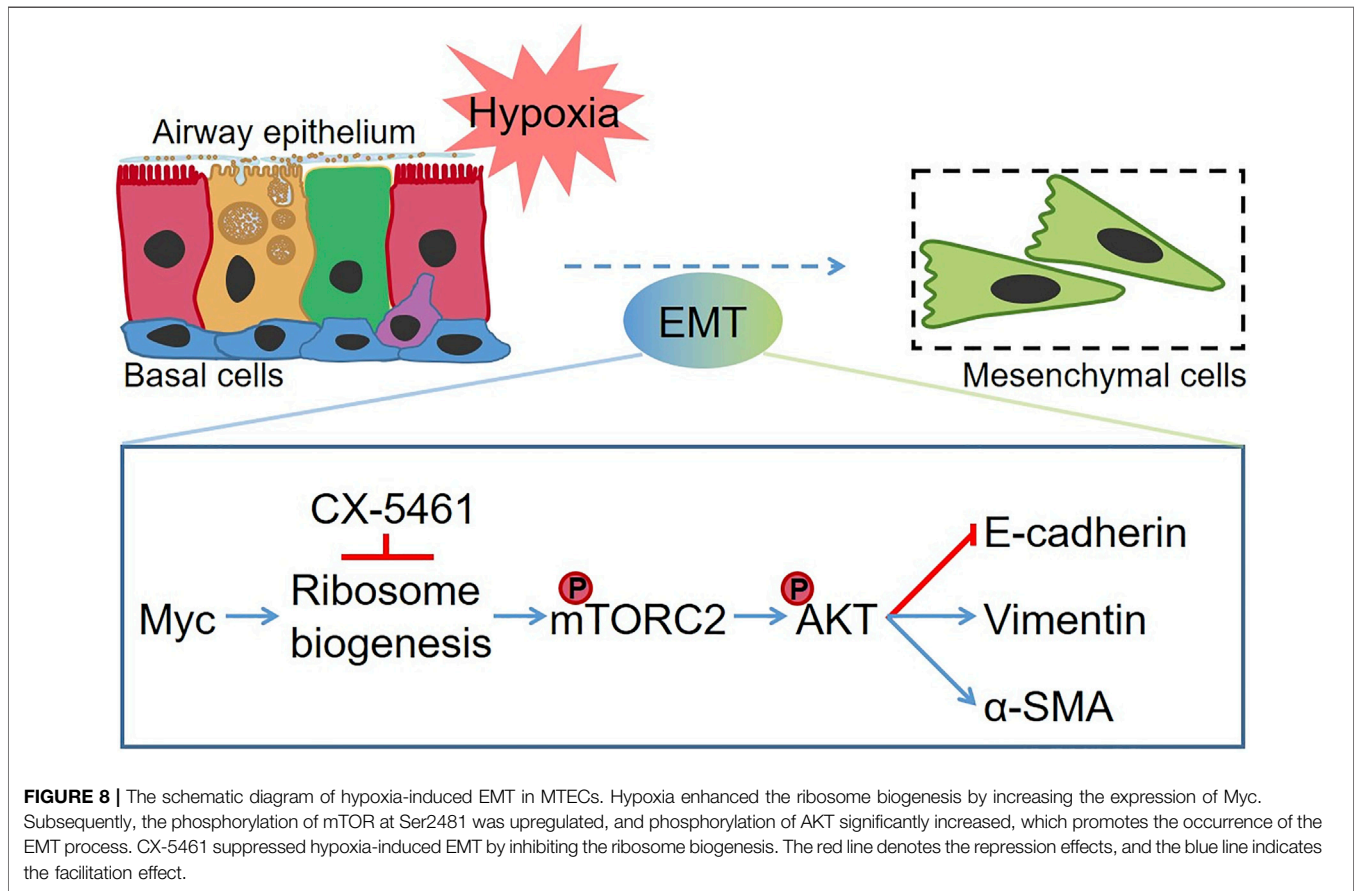 Hypoxia
Airway epithelium
EMT
Basal cells
Mesenchymal cells
CX-5461
E-cadherin
P
P
Myc
Ribosome
biogenesis
mTORC2
AKT
Vimentin
α-SMA
FIGURE 8 | The schematic diagram of hypoxia-induced EMT in MTECs. Hypoxia enhanced the ribosome biogenesis by increasing the expression of Myc.
Subsequently, the phosphorylation of mTOR at Ser2481 was upregulated, and phosphorylation of AKT significantly increased, which promotes the occurrence of the
EMT process. CX-5461 suppressed hypoxia-induced EMT by inhibiting the ribosome biogenesis. The red line denotes the repression effects, and the blue line indicates
the facilitation effect.